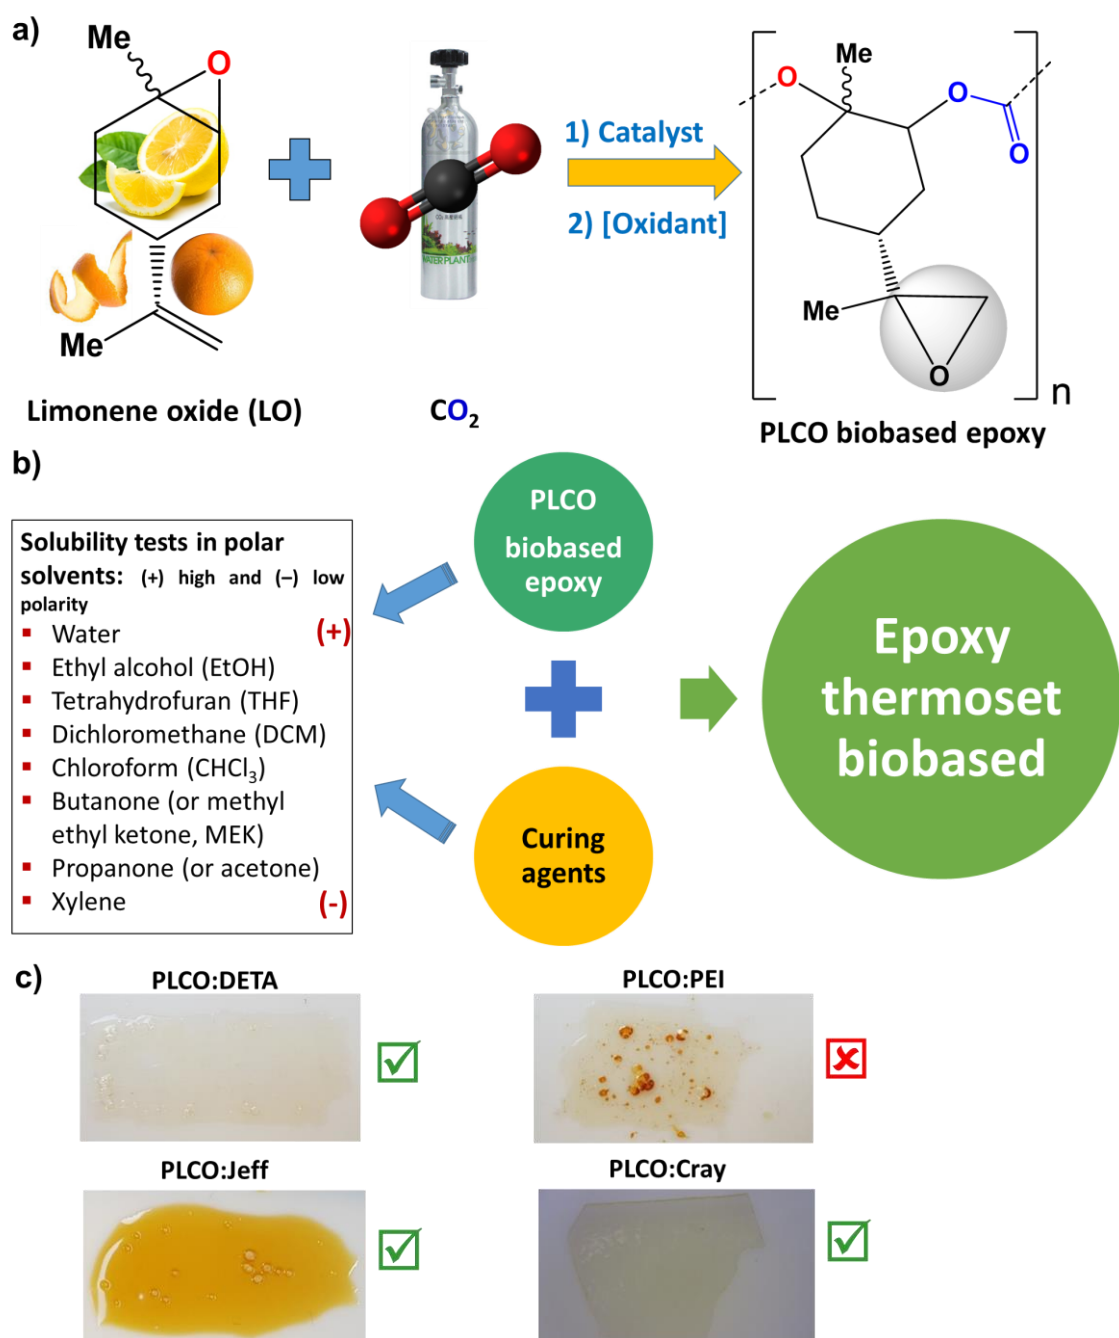 a)
Me
O
Me
Limonene oxide (LO)
CO2
WATER PLANT
1) Catalyst
2) [Oxidant]
O
Me
O
O
Me
O
n
PLCO biobased epoxy
b)
Solubility tests in polar
solvents: (+) high and (–) low
polarity
Water (+)
Ethyl alcohol (EtOH)
Tetrahydrofuran (THF)
Dichloromethane (DCM)
Chloroform (CHCl3)
Butanone (or methyl
ethyl ketone, MEK)
Propanone (or acetone)
Xylene (-)
PLCO
biobased
epoxy
Curing
agents
Epoxy
thermoset
biobased
c)
PLCO:DETA
PLCO:PEI
PLCO:Jeff
PLCO:Cray